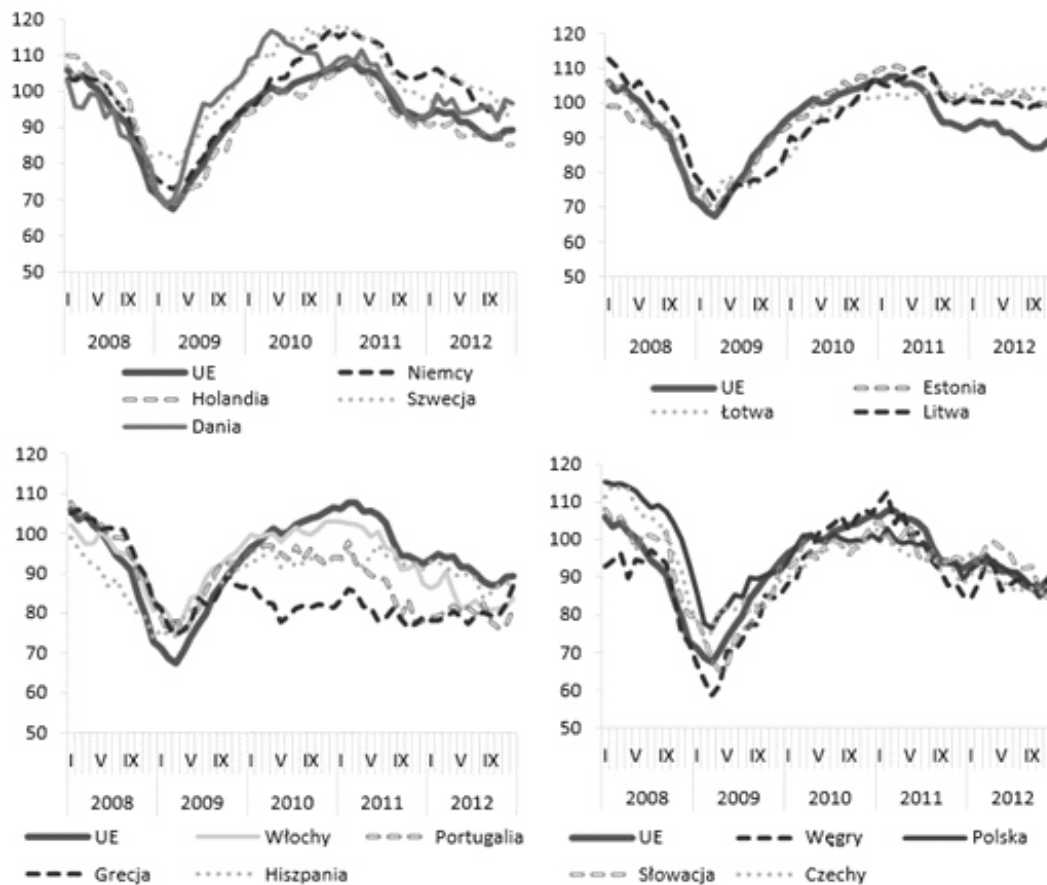 120
110
100
90
80
70
60
50
I V IX I V IX I V IX I V IX I V IX
2008 2009 2010 2011 2012
UE Niemcy
Holandia Szwecja
Dania
120
110
100
90
80
70
60
50
I V IX I V IX I V IX I V IX I V IX
2008 2009 2010 2011 2012
UE Estonia
Łotwa Litwa
120
110
100
90
80
70
60
50
I V IX I V IX I V IX I V IX I V IX
2008 2009 2010 2011 2012
UE Włochy Portugalia
Grecja Hiszpania
120
110
100
90
80
70
60
50
I V IX I V IX I V IX I V IX I V IX
2008 2009 2010 2011 2012
UE Węgry Polska
Słowacja Czechy